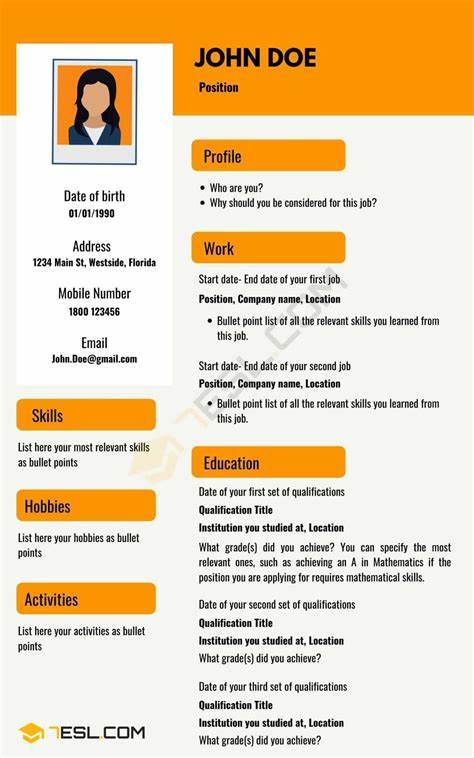 JOHN DOE
Position
Date of birth
01/01/1990
Address
1234 Main St, Westside, Florida
Mobile Number
1800 123456
Email
John.Doe@gmail.com
Skills
List here your most relevant skills
as bullet points
Hobbies
List here your hobbies as bullet
points
Activities
List here your activities as bullet
points
Profile
• Who are you?
• Why should you be considered for this job?
Work
Start date- End date of your first job
Position, Company name, Location
• Bullet point list of all the relevant skills you learned from
this job.
Start date- End date of your second job
Position, Company name, Location
• Bullet point list of all the relevant skills you learned from
this job.
Education
Date of your first set of qualifications
Qualification Title
Institution you studied at, Location
What grade(s) did you achieve? You can specify the most
relevant ones, such as achieving an A in Mathematics if the
position you are applying for requires mathematical skills.
Date of your second set of qualifications
Qualification Title
Institution you studied at, Location
What grade(s) did you achieve?
Date of your third set of qualifications
Qualification Title
Institution you studied at, Location
What grade(s) did you achieve?
7ESL.COM
7ESL.COM